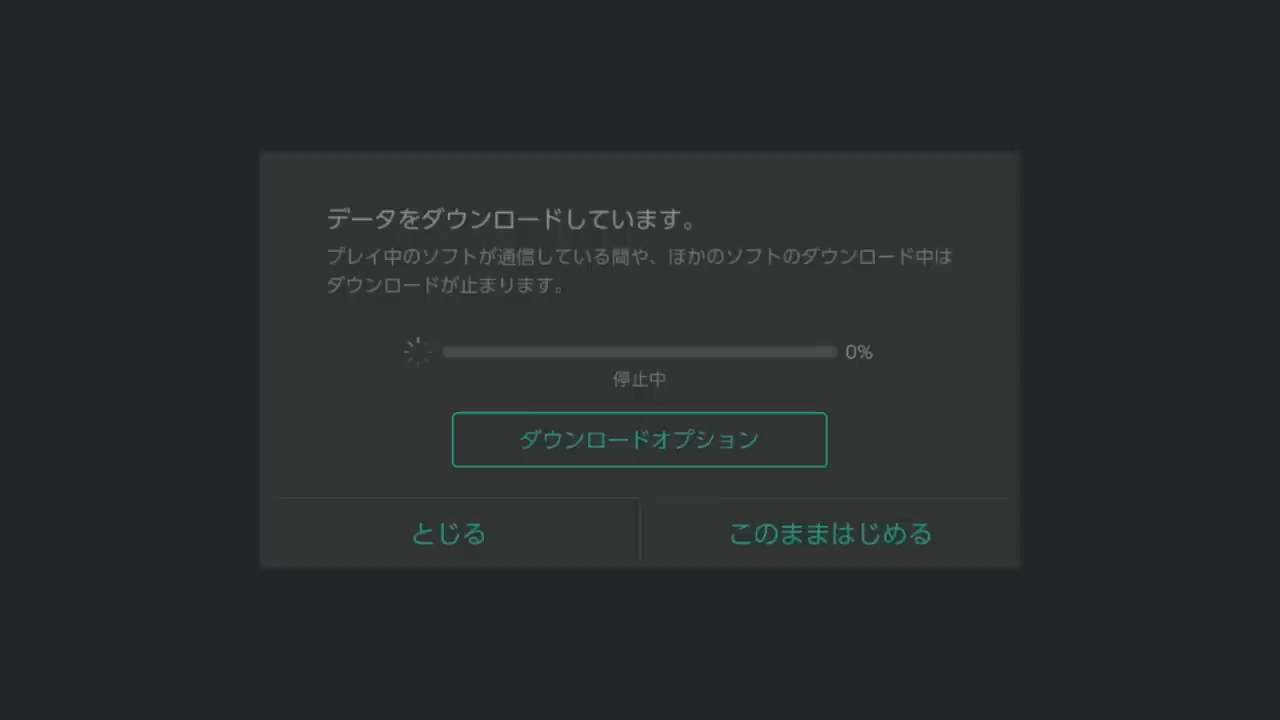 データをダウンロードしています。
プレイ中のソフトが通信している間や、ほかのソフトのダウンロード中は
ダウンロードが止まります。
0%
停止中
ダウンロードオプション
とじる
このままはじめる